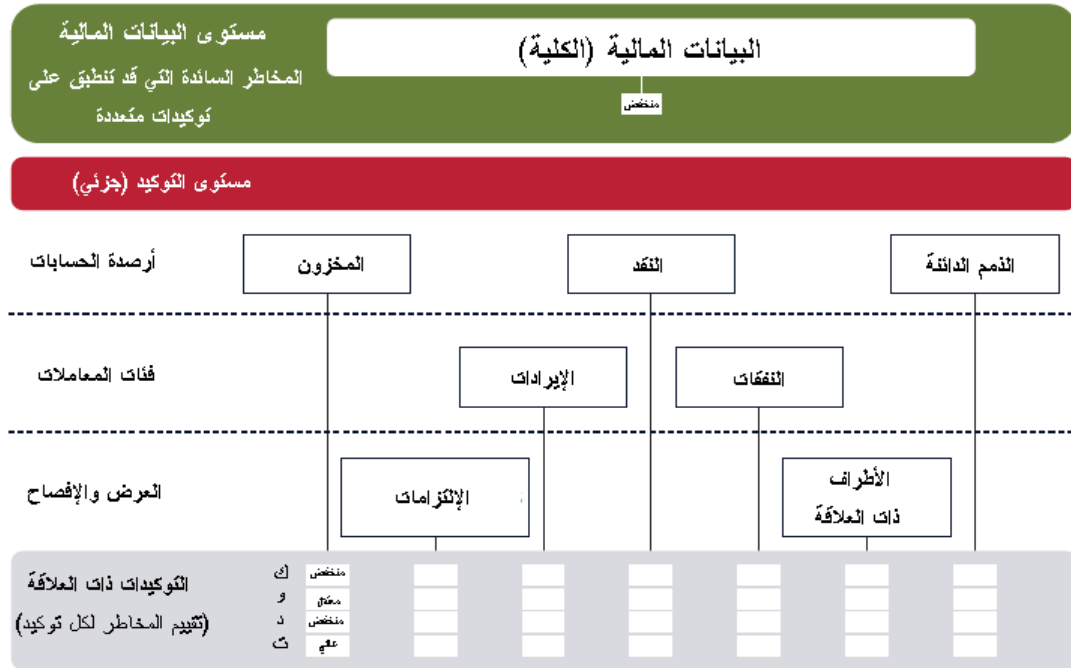 مستوى البيانات المالية
المخاطر السائدة التي قد تنطبق على
توكيدات متعددة
البيانات المالية (الكلية)
منخفض
مستوى التوكيد (جزئي)
أرصدة الحسابات
المخزون
النقد
الذمم الدائنة
فئات المعاملات
الإيرادات
النفقات
العرض والإفصاح
الإلتزامات
الأطراف
ذات العلاقة
التوكيدات ذات العلاقة
(تقييم المخاطر لكل توكيد)
ك منخفض
و معتدل
د منخفض
ت عالي